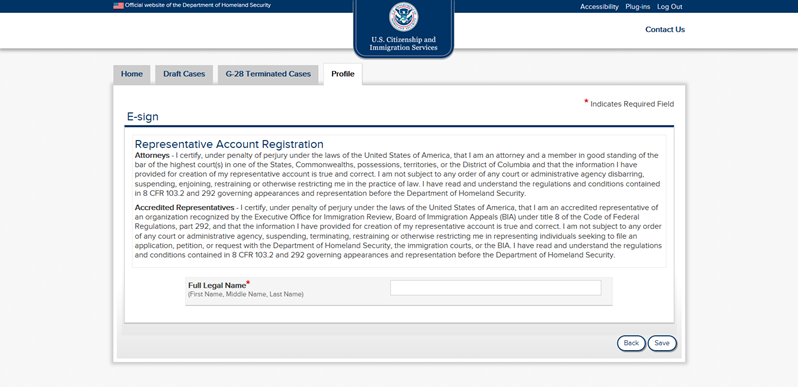 Official website of the Department of Homeland Security
Accessibility Plug-ins Log Out
U.S. Citizenship and
Immigration Services
Contact Us
Home Draft Cases G-28 Terminated Cases Profile
* Indicates Required Field
E-sign
Representative Account Registration
Attorneys - I certify, under penalty of perjury under the laws of the United States of America, that I am an attorney and a member in good standing of the
bar of the highest court(s) in one of the States, Commonwealths, possessions, territories, or the District of Columbia and that the information I have
provided for creation of my representative account is true and correct. I am not subject to any order of any court or administrative agency disbarring,
suspending, enjoining, restraining or otherwise restricting me in the practice of law. I have read and understand the regulations and conditions contained
in 8 CFR 103.2 and 292 governing appearances and representation before the Department of Homeland Security.
Accredited Representatives - I certify, under penalty of perjury under the laws of the United States of America, that I am an accredited representative of
an organization recognized by the Executive Office for Immigration Review, Board of Immigration Appeals (BIA) under title 8 of the Code of Federal
Regulations, part 292, and that the information I have provided for creation of my representative account is true and correct. I am not subject to any order
of any court or administrative agency, suspending, terminating, restraining or otherwise restricting me in representing individuals seeking to file an
application, petition, or request with the Department of Homeland Security, the immigration courts, or the BIA. I have read and understand the regulations
and conditions contained in 8 CFR 103.2 and 292 governing appearances and representation before the Department of Homeland Security.
Full Legal Name*
(First Name, Middle Name, Last Name)
Back Save